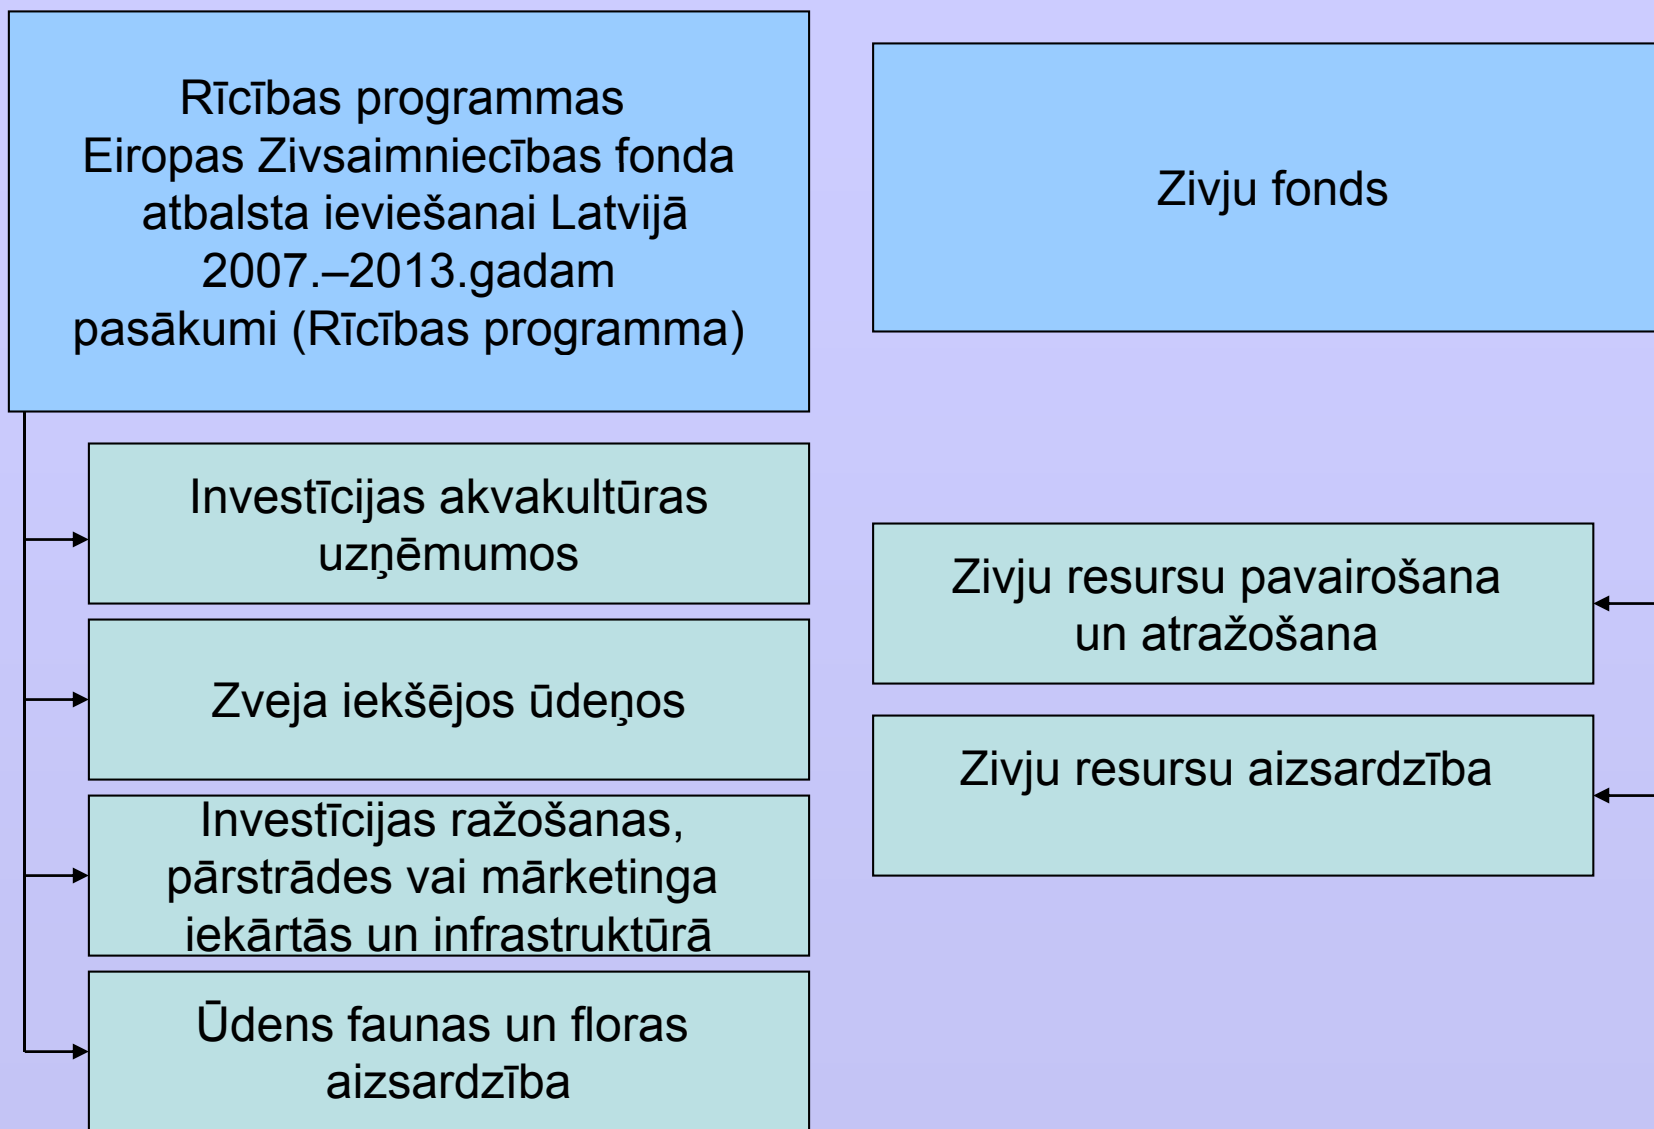 Rīcības programmas
Eiropas Zivsaimniecības fonda
atbalsta ieviešanai Latvijā
2007.–2013.gadam
pasākumi (Rīcības programma)
Investīcijas akvakultūras
uzņēmumos
Zveja iekšējos ūdeņos
Investīcijas ražošanas,
pārstrādes vai mārketinga
iekārtās un infrastruktūrā
Ūdens faunas un floras
aizsardzība
Zivju fonds
Zivju resursu pavairošana
un atražošana
Zivju resursu aizsardzība